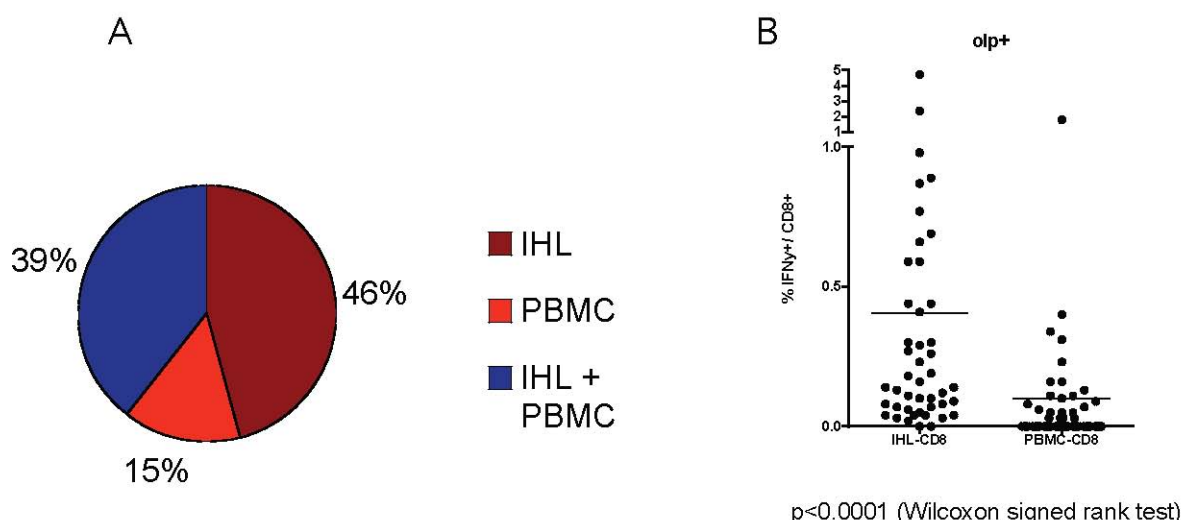 A
39%
46%
15%
IHL
PBMC
IHL +
PBMC
B
olp+
% IFNy+/ CD8+
5
4
3
2
1
1.0
0.5
0.0
IHL-CD8
PBMC-CD8
p<0.0001 (Wilcoxon signed rank test)